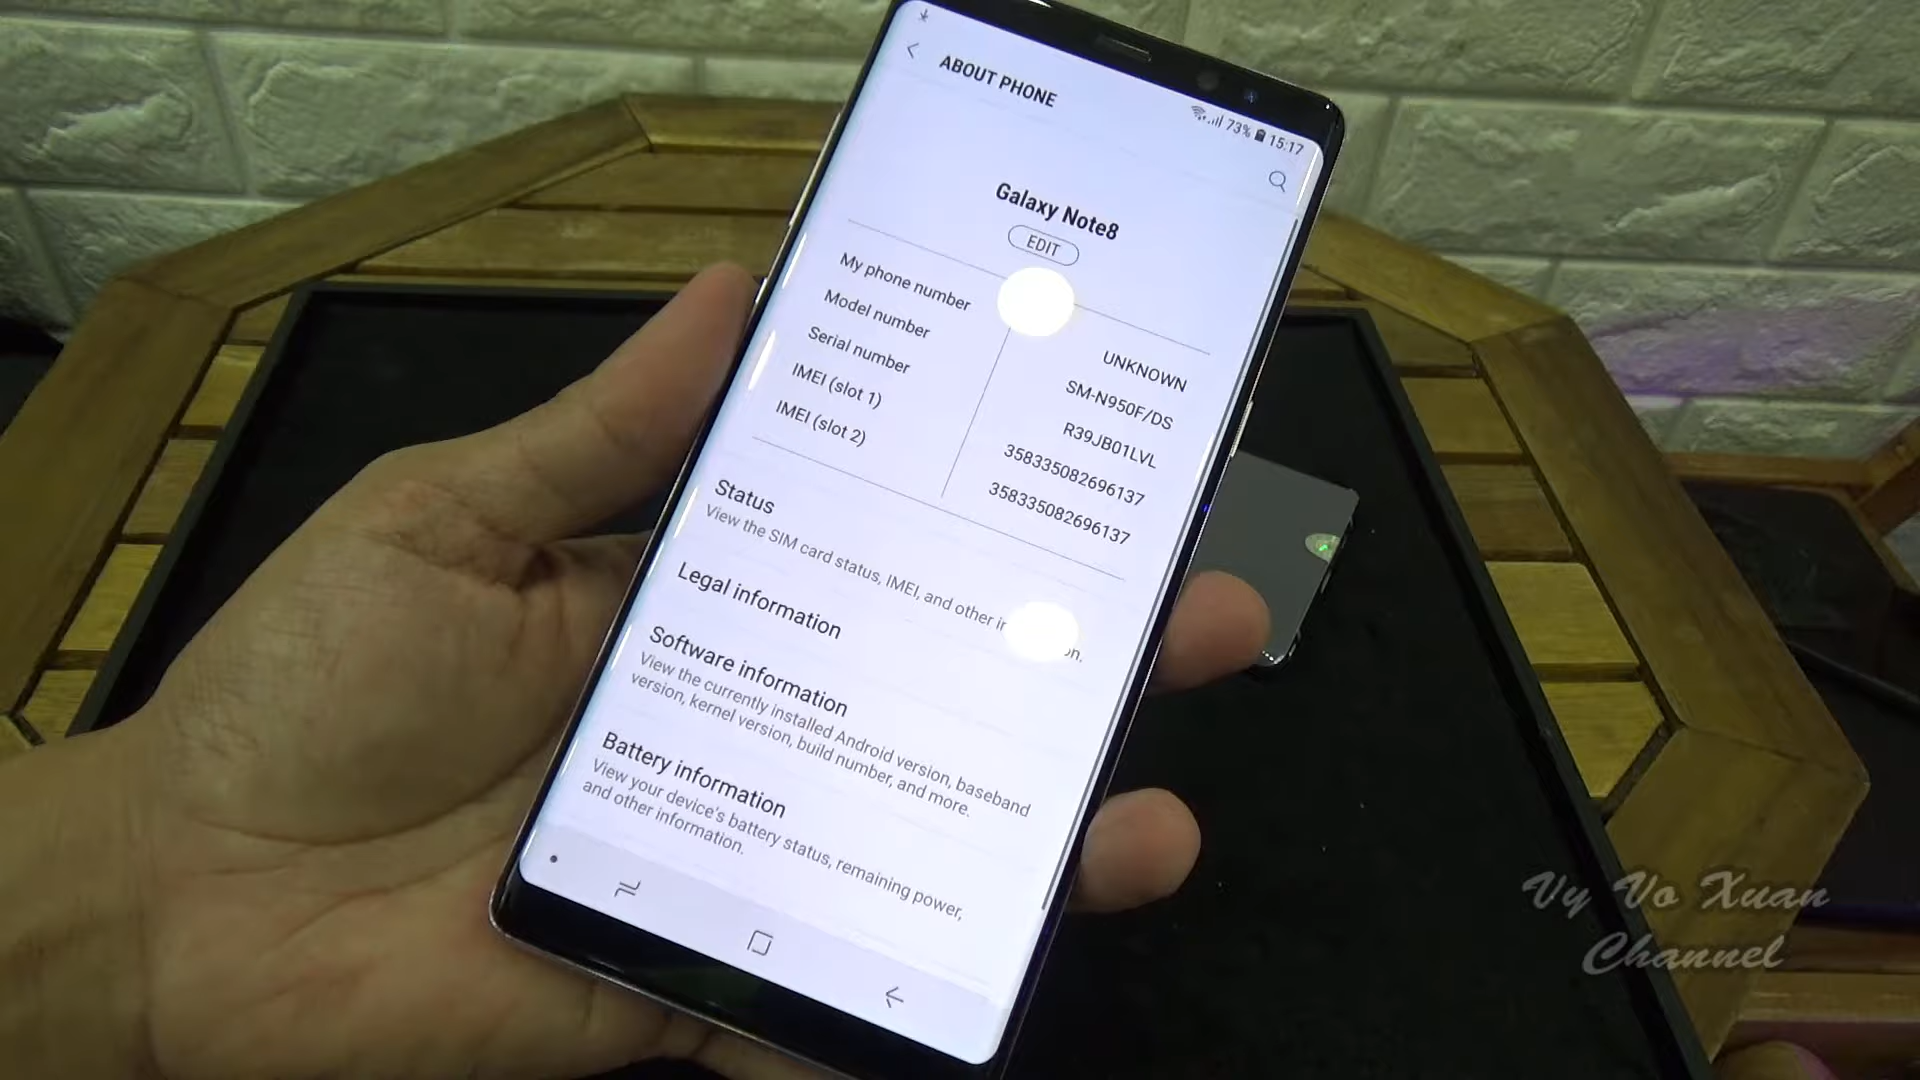 ABOUT PHONE
73% 15:17
Galaxy Note8
EDIT
My phone number UNKNOWN
Model number SM-N950F/DS
Serial number R39JB01LVL
IMEI (slot 1) 358335082696137
IMEI (slot 2) 358335082696137
Status
View the SIM card status, IMEI, and other
Legal information
Software information
View the currently installed Android version, baseband
version, kernel version, build number, and more.
Battery information
View your device's battery status, remaining power,
and other information.
Vy Vo Xuan
Channel